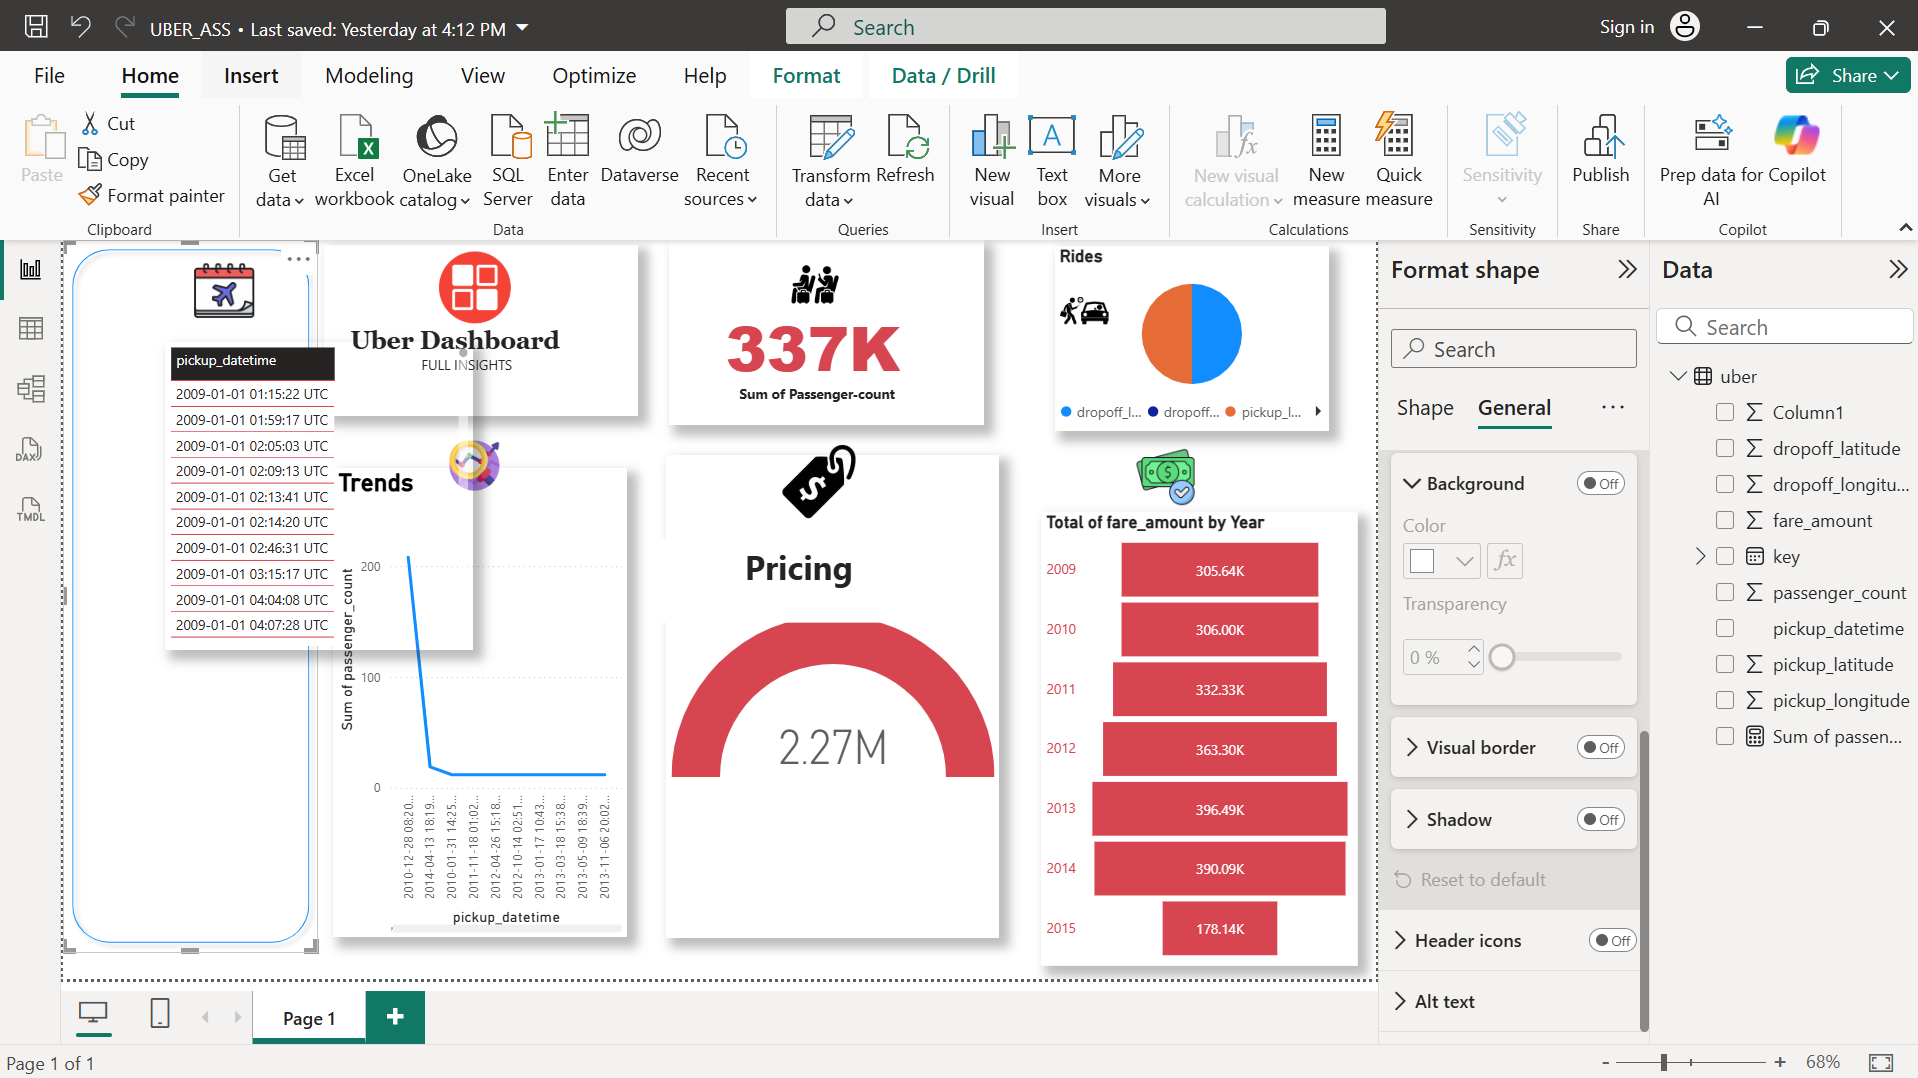 UBER_ASS • Last saved: Yesterday at 4:12 PM
Search
Sign in
File
Home
Insert
Modeling
View
Optimize
Help
Format
Data / Drill
Share
Paste
Cut
Copy
Format painter
Clipboard
Get data
Excel workbook
OneLake catalog
SQL Server
Enter data
Dataverse
Recent sources
Data
Transform data
Refresh
Queries
New visual
Text box
More visuals
Insert
New visual calculation
New measure
Quick measure
Calculations
Sensitivity
Sensitivity
Publish
Share
Prep data for AI
Copilot
Copilot
DAX
TMDL
pickup_datetime
2009-01-01 01:15:22 UTC
2009-01-01 01:59:17 UTC
2009-01-01 02:05:03 UTC
2009-01-01 02:09:13 UTC
2009-01-01 02:13:41 UTC
2009-01-01 02:14:20 UTC
2009-01-01 02:46:31 UTC
2009-01-01 03:15:17 UTC
2009-01-01 04:04:08 UTC
2009-01-01 04:07:28 UTC
Uber Dashboard
FULL INSIGHTS
337K
Sum of Passenger-count
Rides
dropoff_l...
dropoff...
pickup_l...
Trends
Sum of passenger_count
200
100
0
2010-12-28 08:20...
2014-04-13 18:19...
2010-01-31 14:25...
2011-11-18 01:02...
2012-04-26 15:18...
2012-10-14 02:51...
2013-01-17 10:43...
2013-03-18 15:38...
2013-05-09 18:39...
2013-11-06 20:02...
pickup_datetime
Pricing
2.27M
Total of fare_amount by Year
2009 305.64K
2010 306.00K
2011 332.33K
2012 363.30K
2013 396.49K
2014 390.09K
2015 178.14K
Format shape
Search
Shape
General
Background
Off
Color
fx
Transparency
0 %
Visual border
Off
Shadow
Off
Reset to default
Header icons
Off
Alt text
Data
Search
uber
Column1
dropoff_latitude
dropoff_longitu...
fare_amount
key
passenger_count
pickup_datetime
pickup_latitude
pickup_longitude
Sum of passen...
Page 1
Page 1 of 1
68%